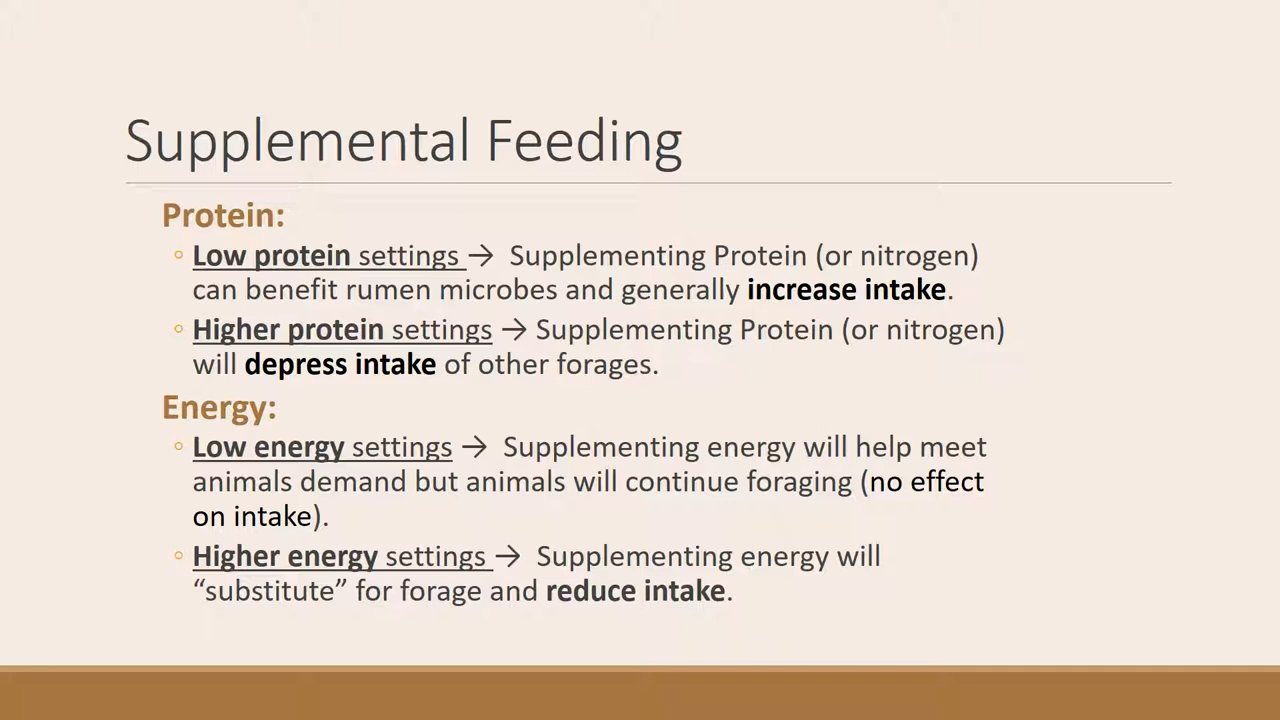 Supplemental Feeding
Protein:
◦ Low protein settings → Supplementing Protein (or nitrogen)
can benefit rumen microbes and generally increase intake.
◦ Higher protein settings → Supplementing Protein (or nitrogen)
will depress intake of other forages.
Energy:
◦ Low energy settings → Supplementing energy will help meet
animals demand but animals will continue foraging (no effect
on intake).
◦ Higher energy settings → Supplementing energy will
“substitute” for forage and reduce intake.